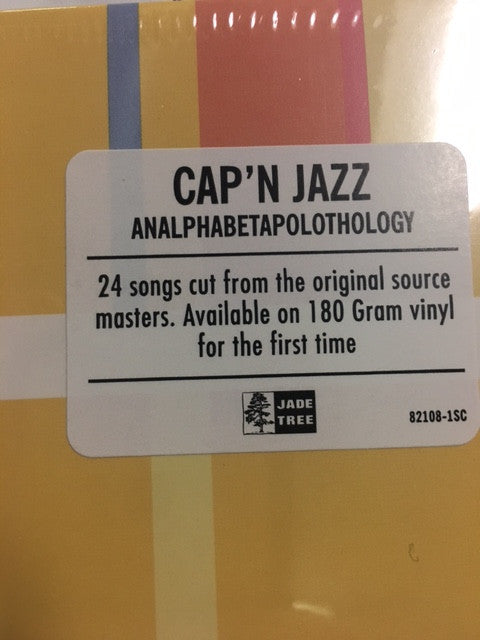 CAP'N JAZZ
ANALPHABETAPOLOTHOLOGY
24 songs cut from the original source
masters. Available on 180 Gram vinyl
for the first time
JADE
TREE
82108-1SC